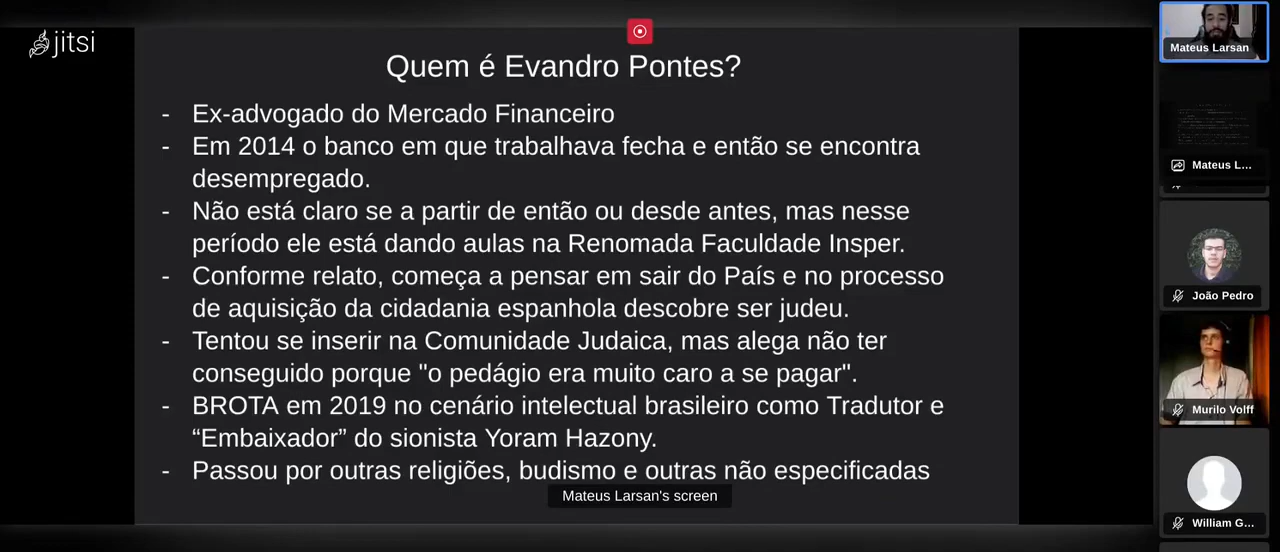 jitsi
Quem é Evandro Pontes?
- Ex-advogado do Mercado Financeiro
- Em 2014 o banco em que trabalhava fecha e então se encontra
desempregado.
- Não está claro se a partir de então ou desde antes, mas nesse
período ele está dando aulas na Renomada Faculdade Insper.
- Conforme relato, começa a pensar em sair do País e no processo
de aquisição da cidadania espanhola descobre ser judeu.
- Tentou se inserir na Comunidade Judaica, mas alega não ter
conseguido porque "o pedágio era muito caro a se pagar".
- BROTA em 2019 no cenário intelectual brasileiro como Tradutor e
“Embaixador” do sionista Yoram Hazony.
- Passou por outras religiões, budismo e outras não especificadas
Mateus Larsan's screen
Mateus Larsan
Mateus L...
João Pedro
Murilo Volff
William G...